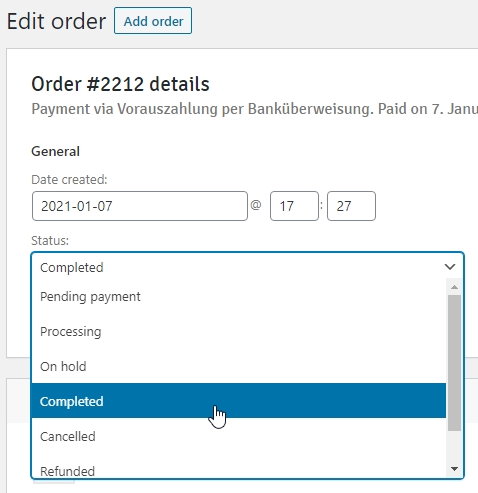 Edit order Add order
Order #2212 details
Payment via Vorauszahlung per Banküberweisung. Paid on 7. Janu
General
Date created:
2021-01-07 @ 17 : 27
Status:
Completed
Pending payment
Processing
On hold
Completed
Cancelled
Refunded